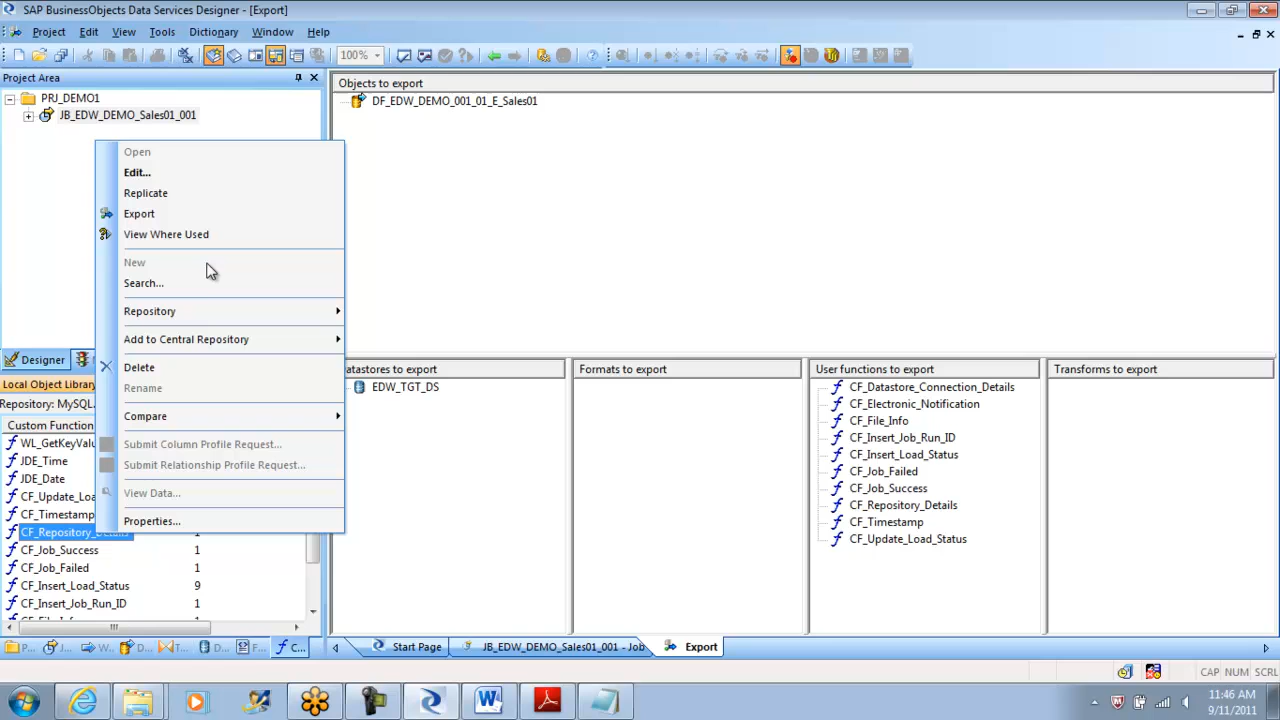 SAP BusinessObjects Data Services Designer - [Export]
Project Edit View Tools Dictionary Window Help
100%
Project Area
PRJ_DEMO1
JB_EDW_DEMO_Sales01_001
Objects to export
DF_EDW_DEMO_001_01_E_Sales01
Open
Edit...
Replicate
Export
View Where Used
New
Search...
Repository
Add to Central Repository
Delete
Rename
Compare
Submit Column Profile Request...
Submit Relationship Profile Request...
View Data...
Properties...
Designer
Local Object Library
Repository: MySQL
Custom Function
WL_GetKeyValu
JDE_Time
JDE_Date
CF_Update_Loa
CF_Timestamp
CF_Repository_Details 1
CF_Job_Success 1
CF_Job_Failed 1
CF_Insert_Load_Status 9
CF_Insert_Job_Run_ID 1
P... J... W... D... T... D... F... C...
atastores to export
EDW_TGT_DS
Formats to export
User functions to export
CF_Datastore_Connection_Details
CF_Electronic_Notification
CF_File_Info
CF_Insert_Job_Run_ID
CF_Insert_Load_Status
CF_Job_Failed
CF_Job_Success
CF_Repository_Details
CF_Timestamp
CF_Update_Load_Status
Transforms to export
Start Page JB_EDW_DEMO_Sales01_001 - Job Export
CAP NUM SCRL
11:46 AM
9/11/2011